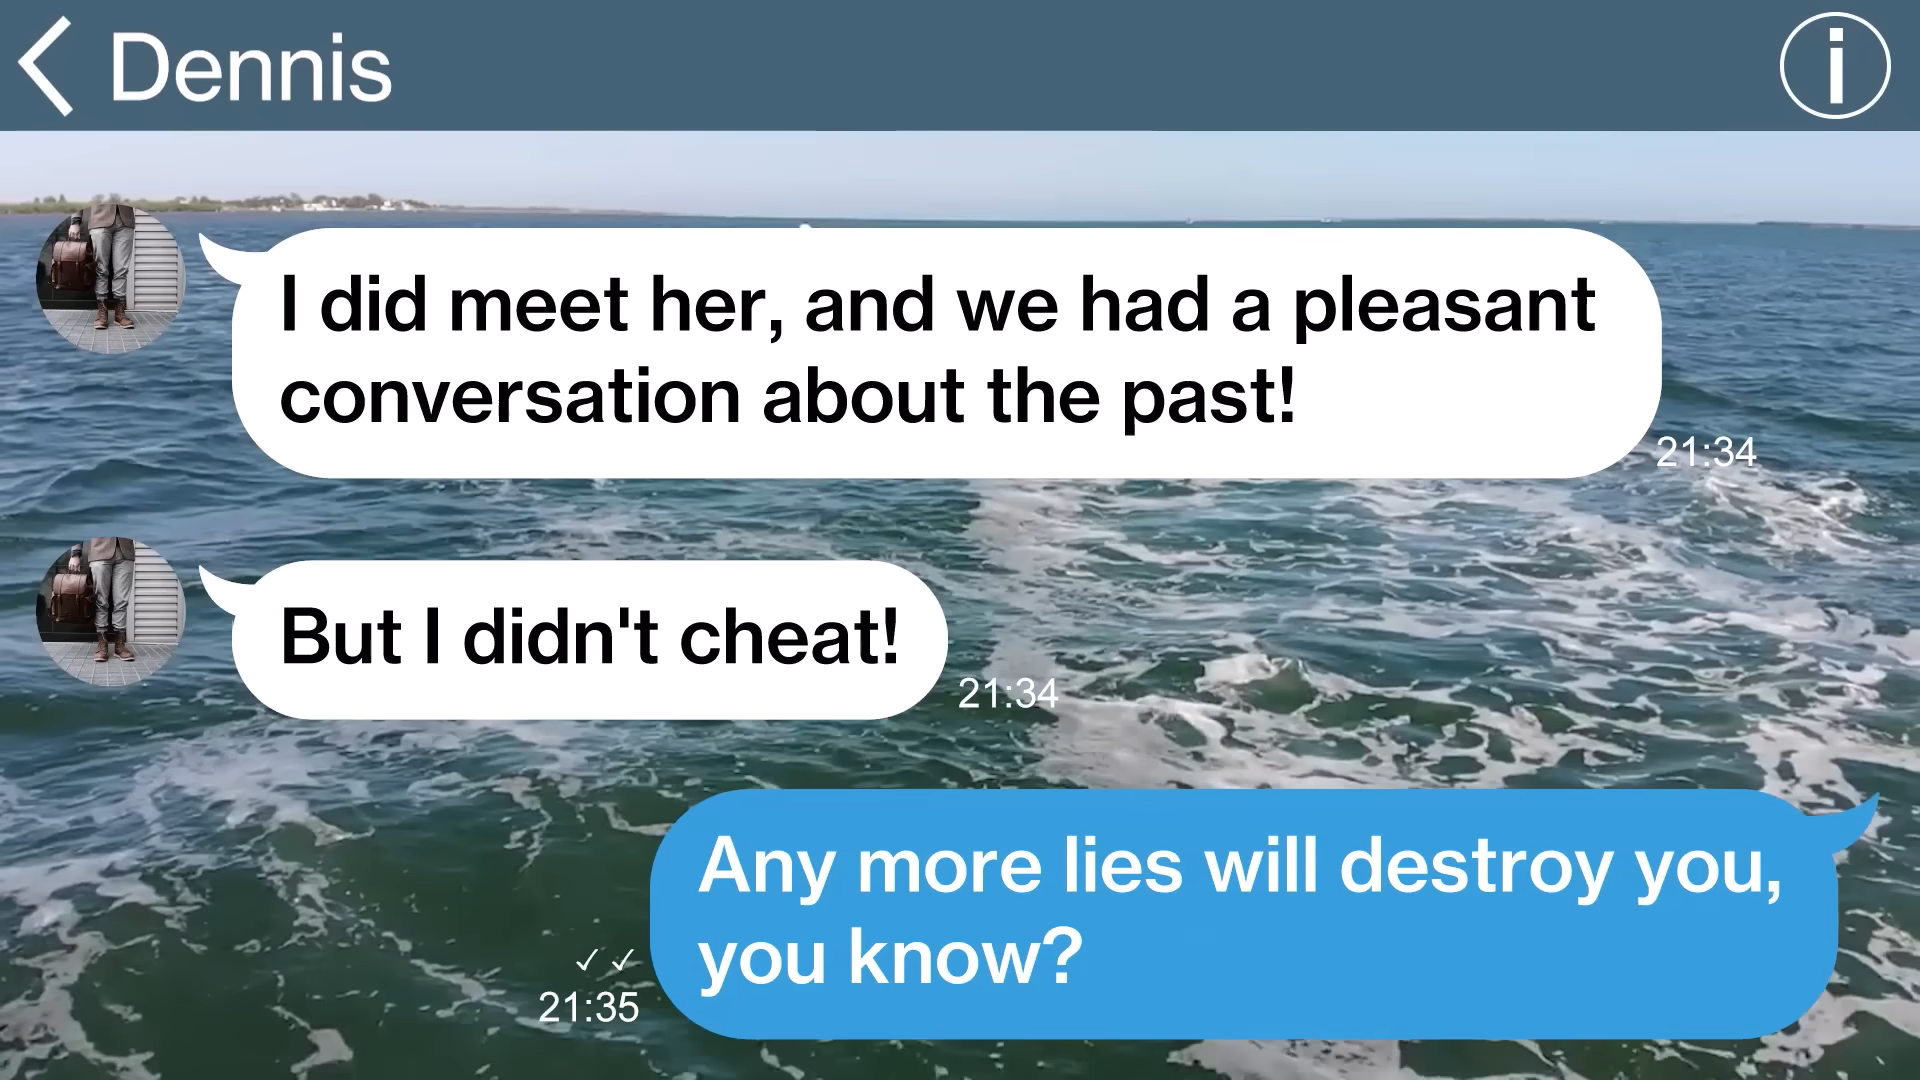 Dennis
I did meet her, and we had a pleasant
conversation about the past!
21:34
But I didn't cheat!
21:34
Any more lies will destroy you,
you know?
21:35